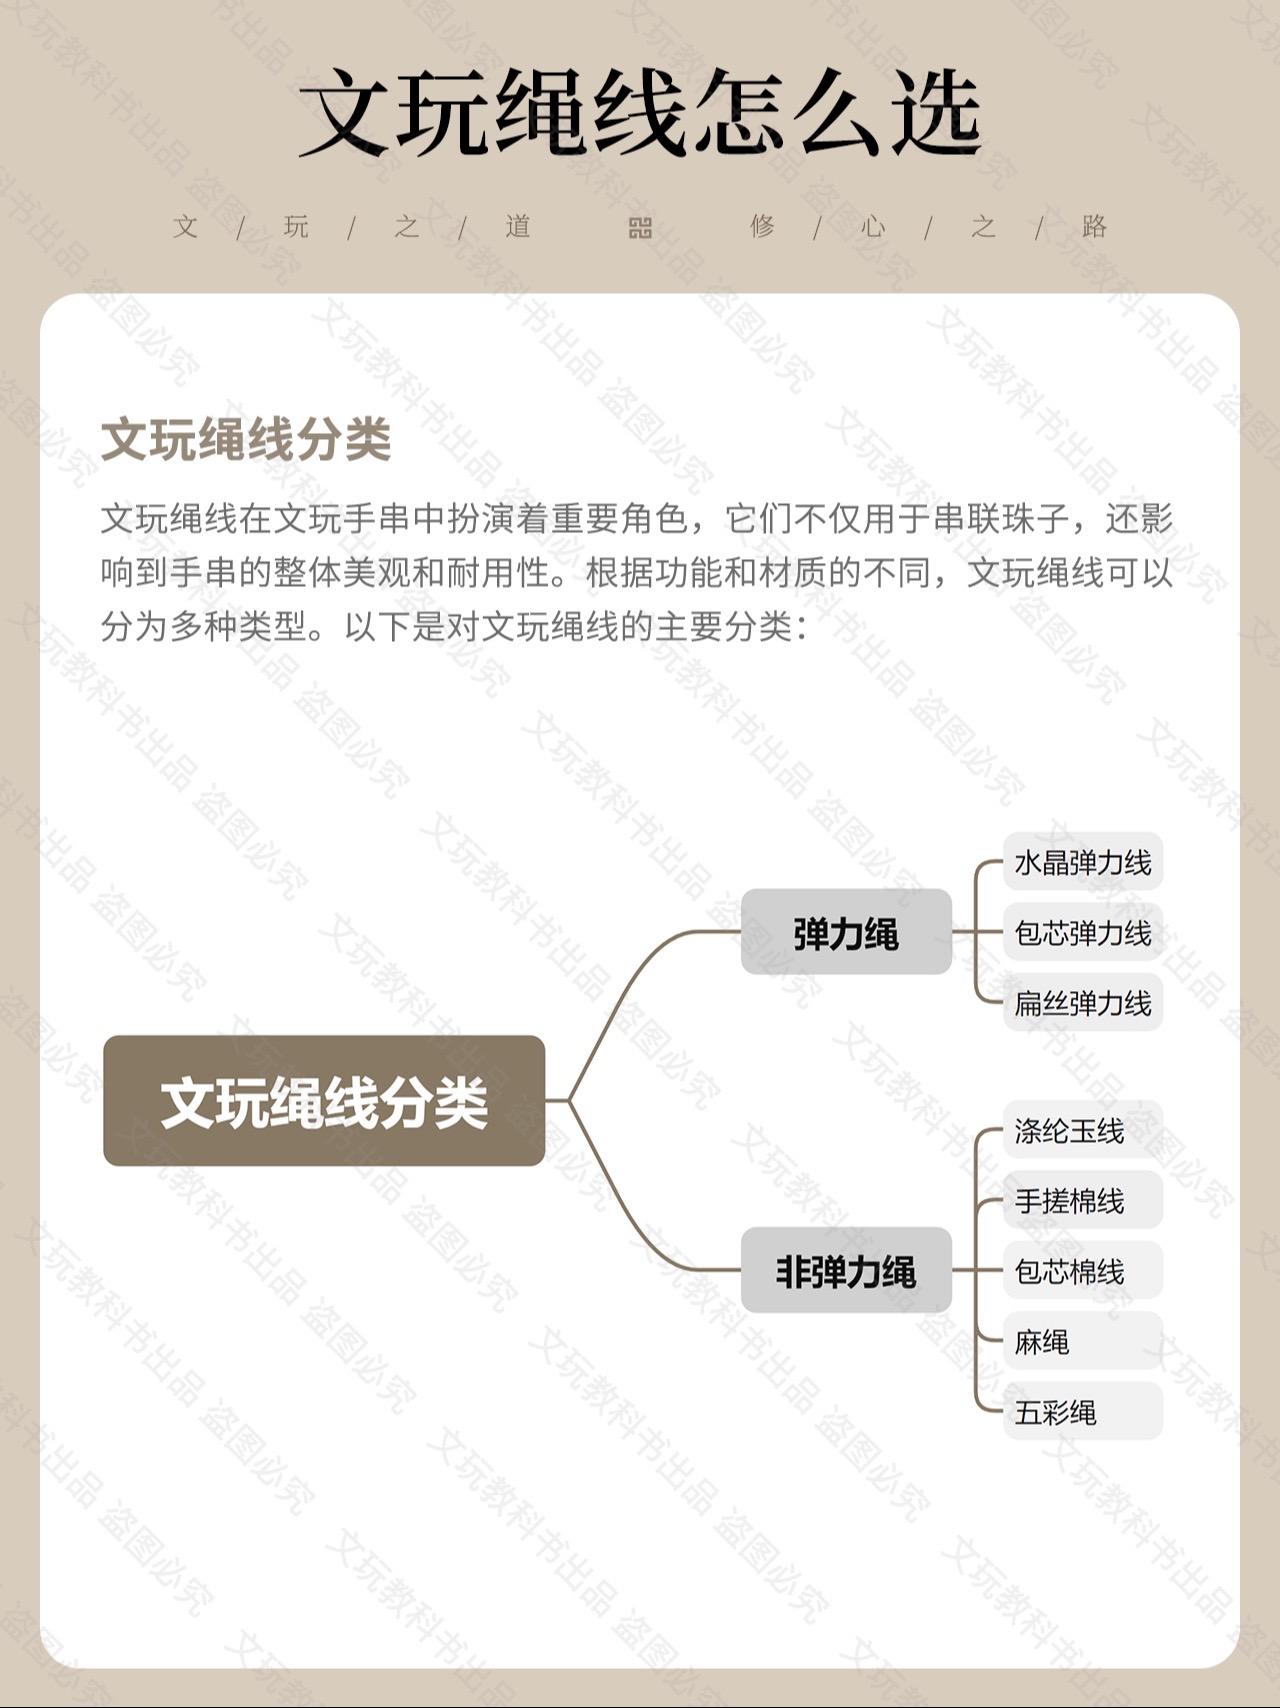 文玩绳线怎么选
文/玩/之/道 修/心/之/路
文玩绳线分类
文玩绳线在文玩手串中扮演着重要角色，它们不仅用于串联珠子，还影
响到手串的整体美观和耐用性。根据功能和材质的不同，文玩绳线可以
分为多种类型。以下是对文玩绳线的主要分类：
文玩绳线分类
弹力绳
水晶弹力线
包芯弹力线
扁丝弹力线
非弹力绳
涤纶玉线
手搓棉线
包芯棉线
麻绳
五彩绳
文玩教科书出品 盗图必究